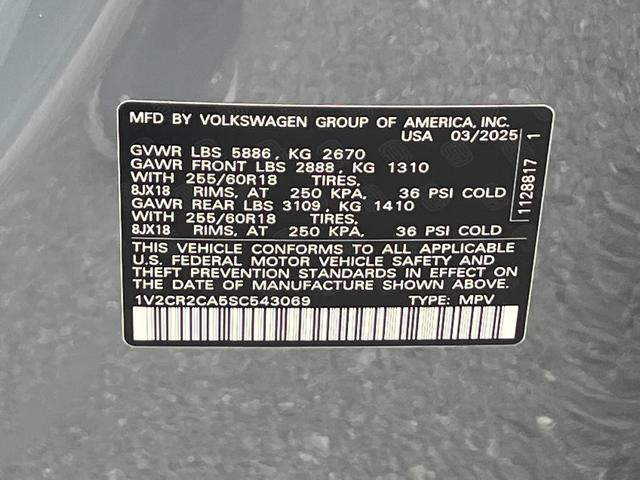 MFD BY VOLKSWAGEN GROUP OF AMERICA, INC.
USA 03/2025
GVWR LBS 5886, KG 2670
GAWR FRONT LBS 2888, KG 1310
WITH 255/60R18 TIRES.
8JX18 RIMS, AT 250 KPA, 36 PSI COLD
GAWR REAR LBS 3109, KG 1410
WITH 255/60R18 TIRES.
8JX18 RIMS, AT 250 KPA, 36 PSI COLD
THIS VEHICLE CONFORMS TO ALL APPLICABLE
U.S. FEDERAL MOTOR VEHICLE SAFETY AND
THEFT PREVENTION STANDARDS IN EFFECT ON
THE DATE OF MANUFACTURE SHOWN ABOVE.
1V2CR2CA5SC543069 TYPE: MPV
1128817 1